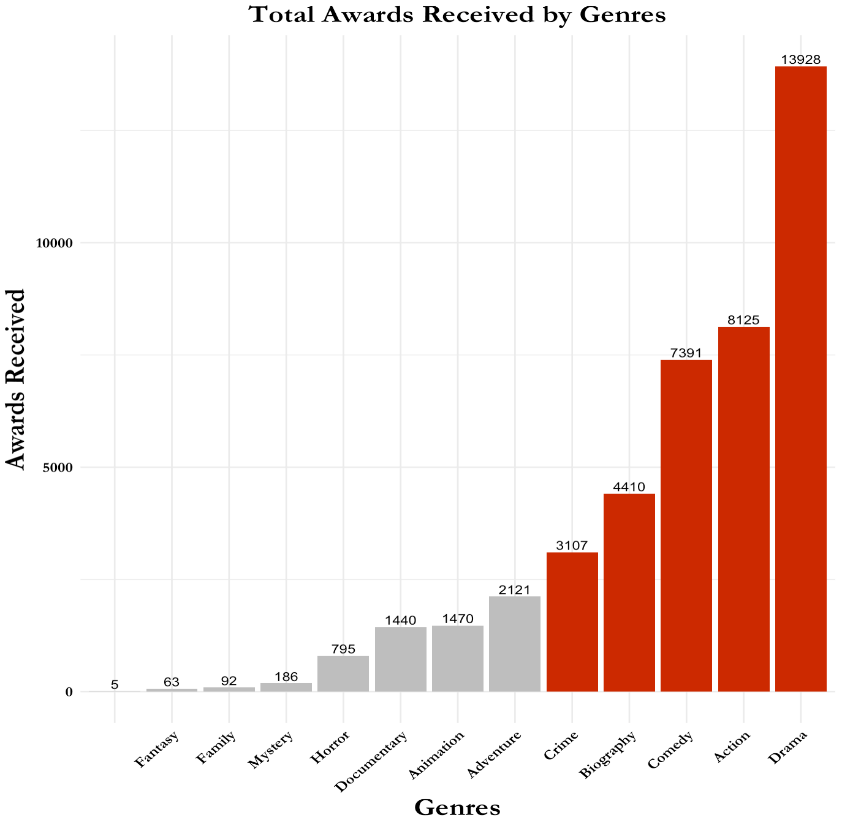 Total Awards Received by Genres
13928
10000
8125
7391
5000
4410
3107
2121
1470
1440
795
186
92
63
5
0
Awards Received
Fantasy
Family
Mystery
Horror
Documentary
Animation
Adventure
Crime
Biography
Comedy
Action
Drama
Genres